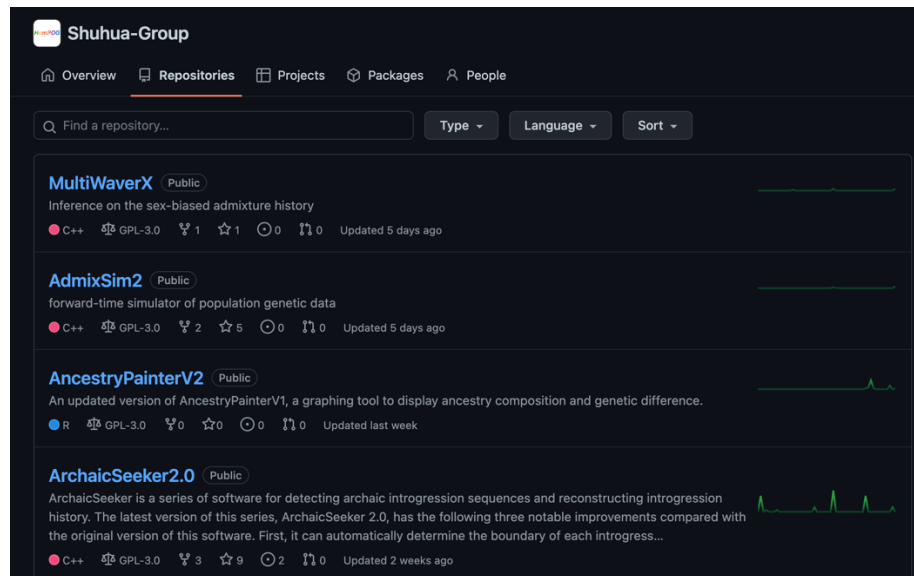 HumPOG Shuhua-Group
Overview Repositories Projects Packages People
Find a repository... Type Language Sort
MultiWaverX Public
Inference on the sex-biased admixture history
C++ GPL-3.0 1 1 0 0 Updated 5 days ago
AdmixSim2 Public
forward-time simulator of population genetic data
C++ GPL-3.0 2 5 0 0 Updated 5 days ago
AncestryPainterV2 Public
An updated version of AncestryPainterV1, a graphing tool to display ancestry composition and genetic difference.
R GPL-3.0 0 0 0 0 Updated last week
ArchaicSeeker2.0 Public
ArchaicSeeker is a series of software for detecting archaic introgression sequences and reconstructing introgression
history. The latest version of this series, ArchaicSeeker 2.0, has the following three notable improvements compared with
the original version of this software. First, it can automatically determine the boundary of each introgress...
C++ GPL-3.0 3 9 2 0 Updated 2 weeks ago